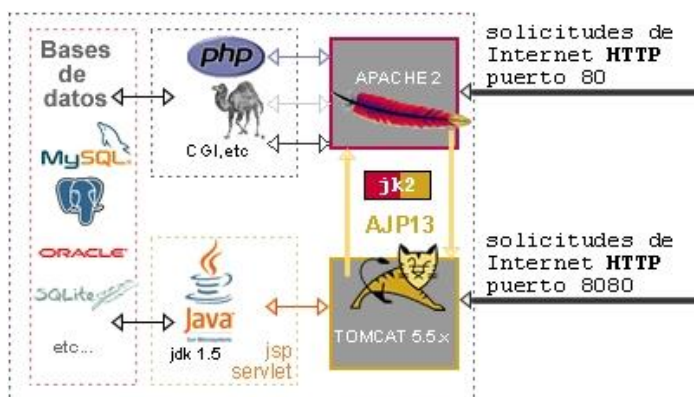 Bases
de
datos
MySQL
ORACLE
SQLite
etc...
php
CGI,etc
Java
jdk 1.5
jsp
servlet
APACHE 2
jk2
AJP13
TOMCAT 5.5.x
solicitudes de
Internet HTTP
puerto 80
solicitudes de
Internet HTTP
puerto 8080